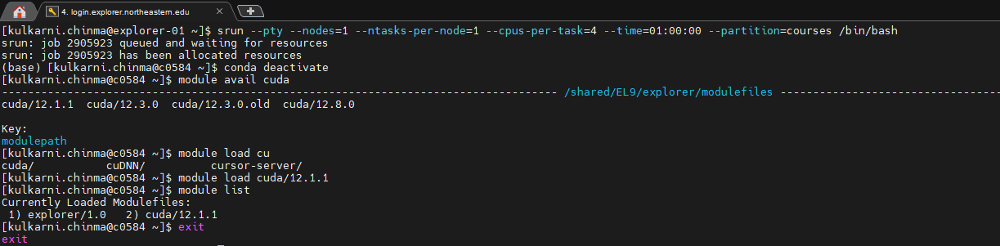 4. login.explorer.northeastern.edu
[kulkarni.chinma@explorer-01 ~]$ srun --pty --nodes=1 --ntasks-per-node=1 --cpus-per-task=4 --time=01:00:00 --partition=courses /bin/bash
srun: job 2905923 queued and waiting for resources
srun: job 2905923 has been allocated resources
(base) [kulkarni.chinma@c0584 ~]$ conda deactivate
[kulkarni.chinma@c0584 ~]$ module avail cuda
------------------------------------------------------------------------------------- /shared/EL9/explorer/modulefiles ----------------------------------
cuda/12.1.1  cuda/12.3.0  cuda/12.3.0.old  cuda/12.8.0
Key:
modulepath
[kulkarni.chinma@c0584 ~]$ module load cu
cuda/           cuDNN/          cursor-server/
[kulkarni.chinma@c0584 ~]$ module load cuda/12.1.1
[kulkarni.chinma@c0584 ~]$ module list
Currently Loaded Modulefiles:
 1) explorer/1.0   2) cuda/12.1.1
[kulkarni.chinma@c0584 ~]$ exit
exit